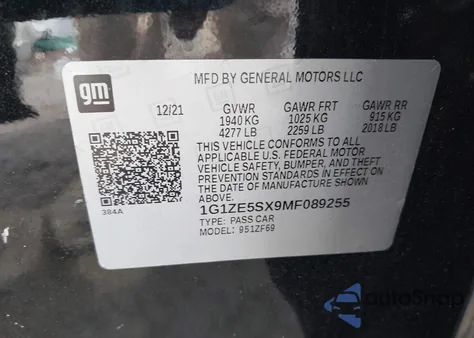 gm
MFD BY GENERAL MOTORS LLC
12/21 GVWR GAWR FRT GAWR RR
1940 KG 1025 KG 915 KG
4277 LB 2259 LB 2018 LB
THIS VEHICLE CONFORMS TO ALL
APPLICABLE U.S. FEDERAL MOTOR
VEHICLE SAFETY, BUMPER, AND THEFT
PREVENTION STANDARDS IN EFFECT ON
THE DATE OF MANUFACTURE SHOWN ABOVE.
384A
1G1ZE5SX9MF089255
TYPE: PASS CAR
MODEL: 951ZF69
autoSnap